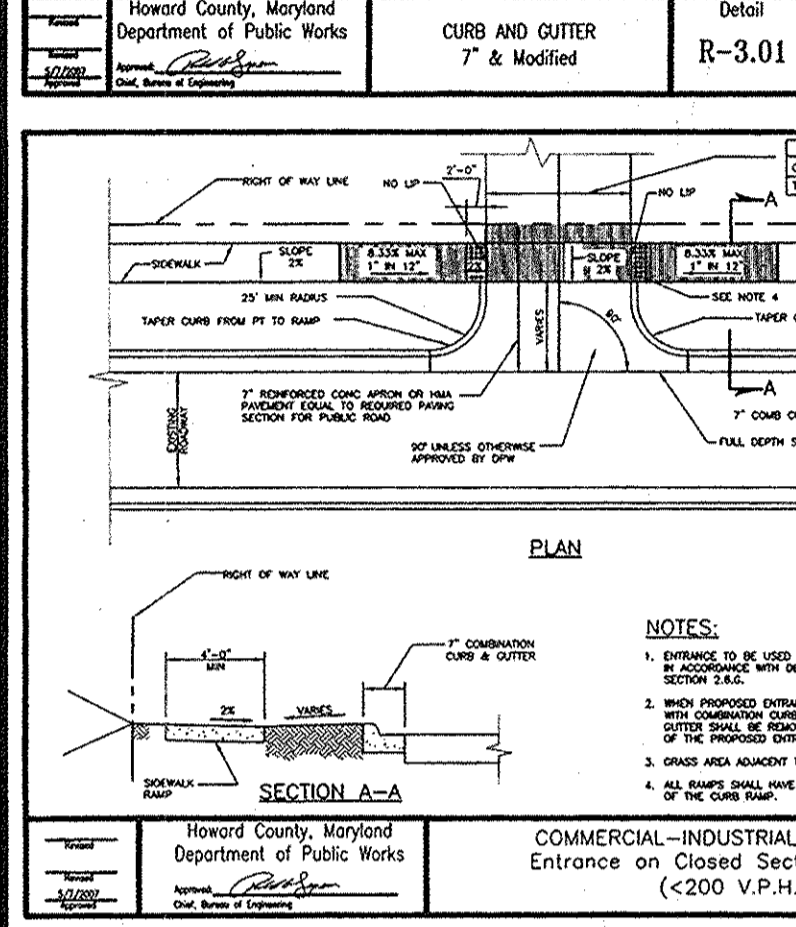 Revised
Revised
5/7/2007
Approved
Howard County, Maryland
Department of Public Works
Approved:
Chief, Bureau of Engineering
CURB AND GUTTER
7" & Modified
Detail
R-3.01
RIGHT OF WAY LINE
NO LIP
2'-0"
NO LIP
A
SIDEWALK
SLOPE
2%
8.33% MAX
1" IN 12"
2%
SLOPE
2%
8.33% MAX
1" IN 12"
25' MIN RADIUS
SEE NOTE 4
TAPER CURB FROM PT TO RAMP
TAPER
VARIES
90°
A
7" REINFORCED CONC APRON OR HMA
PAVEMENT EQUAL TO REQUIRED PAVING
SECTION FOR PUBLIC ROAD
7" COMB
EXISTING
ROADWAY
90° UNLESS OTHERWISE
APPROVED BY DPW
FULL DEPTH
PLAN
RIGHT OF WAY LINE
4'-0"
MIN
7" COMBINATION
CURB & GUTTER
2%
VARIES
SIDEWALK
RAMP
SECTION A-A
NOTES:
1. ENTRANCE TO BE USED
IN ACCORDANCE WITH
SECTION 2.6.G.
2. WHEN PROPOSED
WITH COMBINATION CURB
GUTTER SHALL BE
OF THE PROPOSED
3. GRASS AREA ADJACENT
4. ALL RAMPS SHALL HAVE
OF THE CURB RAMP.
Revised
Revised
5/7/2007
Approved
Howard County, Maryland
Department of Public Works
Approved:
Chief, Bureau of Engineering
COMMERCIAL-INDUSTRIAL
Entrance on Closed Sect
(<200 V.P.H.